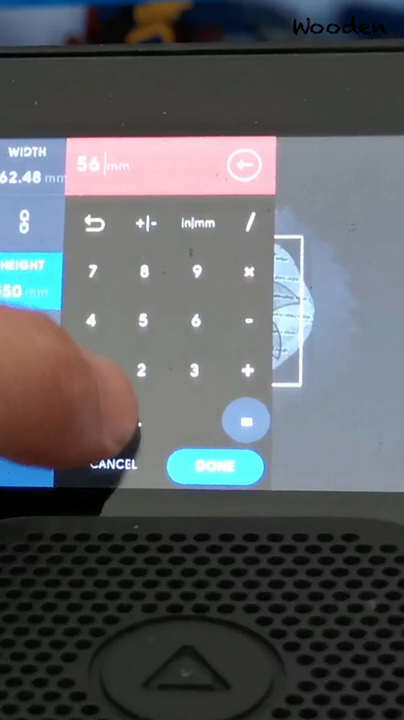 Wooden
WIDTH
62.48 mm
56 mm
+|- in|mm /
7 8 9 ×
HEIGHT
50 mm
4 5 6 -
2 3 +
. =
CANCEL DONE